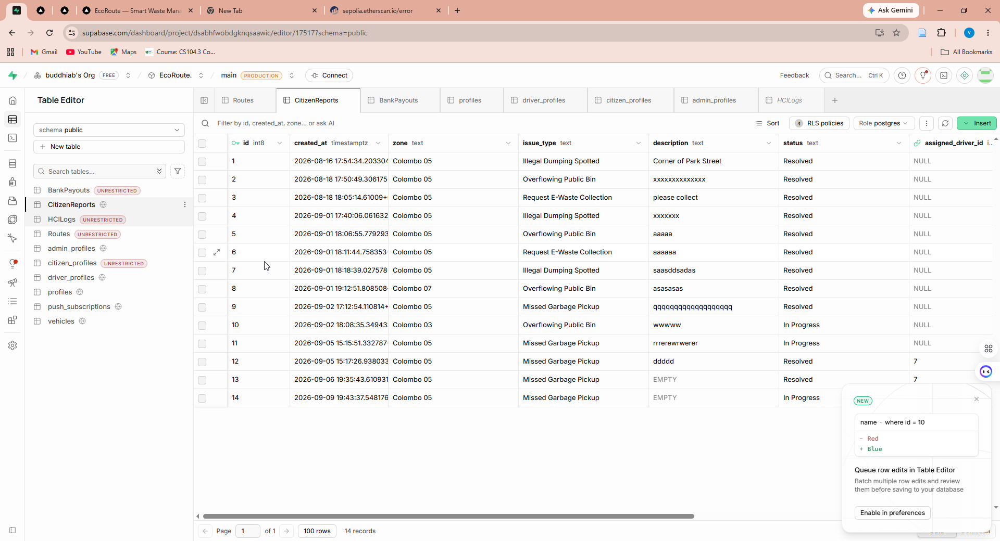 EcoRoute — Smart Waste Mana
New Tab
sepolia.etherscan.io/error
Ask Gemini
supabase.com/dashboard/project/dsabhfwobdgknqsaawic/editor/17517?schema=public
V
Gmail
YouTube
Maps
Course: CS104.3 Co...
All Bookmarks
buddhiab's Org FREE
EcoRoute.
main PRODUCTION
Connect
Feedback
Search... Ctrl K
Table Editor
Routes
CitizenReports
BankPayouts
profiles
driver_profiles
citizen_profiles
admin_profiles
HCILogs
schema public
New table
Search tables...
BankPayouts UNRESTRICTED
CitizenReports
HCILogs UNRESTRICTED
Routes UNRESTRICTED
admin_profiles
citizen_profiles UNRESTRICTED
driver_profiles
profiles
push_subscriptions
vehicles
Filter by id, created_at, zone... or ask AI
Sort
4 RLS policies
Role postgres
Insert
id int8 created_at timestamptz zone text issue_type text description text status text assigned_driver_id i...
1 2026-08-16 17:54:34.203304 Colombo 05 Illegal Dumping Spotted Corner of Park Street Resolved NULL
2 2026-08-18 17:50:49.306175 Colombo 05 Overflowing Public Bin xxxxxxxxxxxxxx Resolved NULL
3 2026-08-18 18:05:14.61009+ Colombo 05 Request E-Waste Collection please collect Resolved NULL
4 2026-09-01 17:40:06.061632 Colombo 05 Illegal Dumping Spotted xxxxxxx Resolved NULL
5 2026-09-01 18:06:55.779293 Colombo 05 Overflowing Public Bin aaaaa Resolved NULL
6 2026-09-01 18:11:44.758353 Colombo 05 Request E-Waste Collection aaaaaa Resolved NULL
7 2026-09-01 18:18:39.027578 Colombo 05 Illegal Dumping Spotted saasddsadas Resolved NULL
8 2026-09-01 19:12:51.808508 Colombo 07 Overflowing Public Bin asasasas Resolved NULL
9 2026-09-02 17:12:54.110814+ Colombo 05 Missed Garbage Pickup qqqqqqqqqqqqqqqqqqq Resolved NULL
10 2026-09-02 18:08:35.34943 Colombo 03 Overflowing Public Bin wwwww In Progress NULL
11 2026-09-05 15:15:51.332787 Colombo 05 Missed Garbage Pickup rrrerewrwerer In Progress NULL
12 2026-09-05 15:17:26.938033 Colombo 05 Missed Garbage Pickup ddddd Resolved 7
13 2026-09-06 19:35:43.610931 Colombo 05 Missed Garbage Pickup EMPTY Resolved 7
14 2026-09-09 19:43:37.548176 Colombo 05 Missed Garbage Pickup EMPTY In Progress
NEW
name · where id = 10
- Red
+ Blue
Queue row edits in Table Editor
Batch multiple row edits and review
them before saving to your database
Enable in preferences
Page 1 of 1
100 rows
14 records